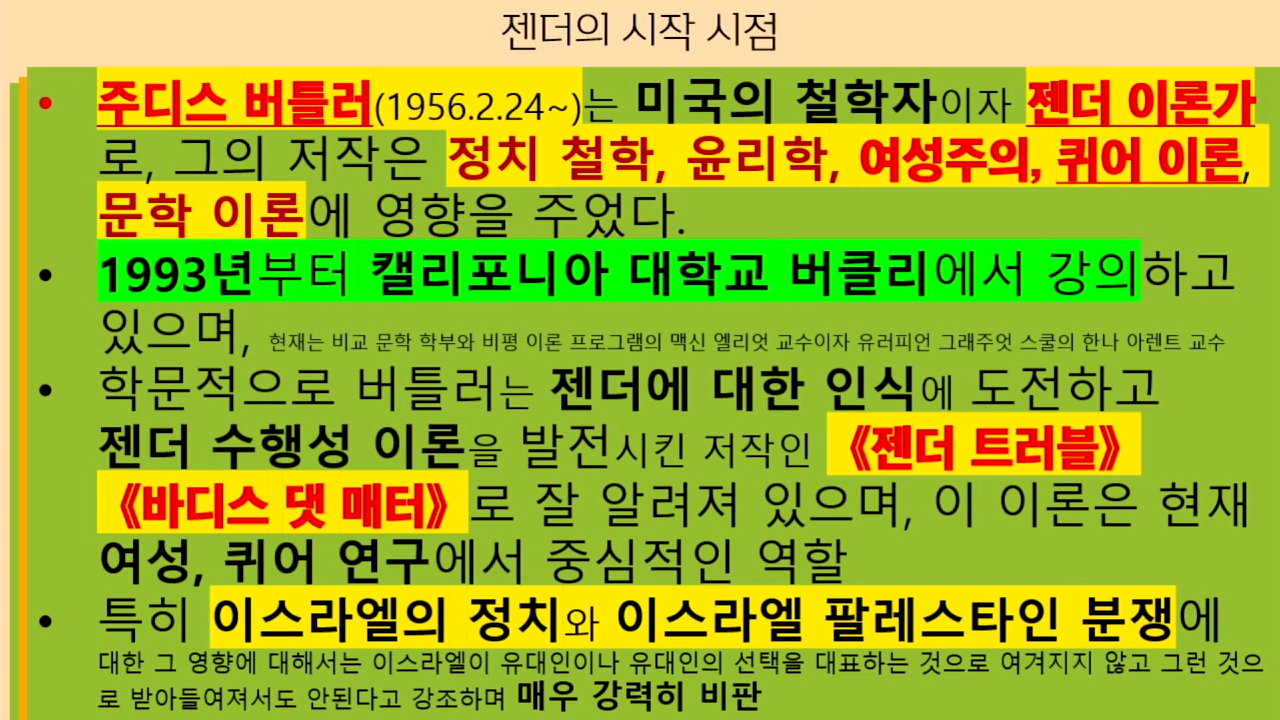 젠더의 시작 시점
• 주디스 버틀러(1956.2.24~)는 미국의 철학자이자 젠더 이론가
로, 그의 저작은 정치 철학, 윤리학, 여성주의, 퀴어 이론,
문학 이론에 영향을 주었다.
• 1993년부터 캘리포니아 대학교 버클리에서 강의하고
있으며, 현재는 비교 문학 학부와 비평 이론 프로그램의 맥신 엘리엇 교수이자 유러피언 그래주엇 스쿨의 한나 아렌트 교수
• 학문적으로 버틀러는 젠더에 대한 인식에 도전하고
젠더 수행성 이론을 발전시킨 저작인 《젠더 트러블》
《바디스 댓 매터》로 잘 알려져 있으며, 이 이론은 현재
여성, 퀴어 연구에서 중심적인 역할
• 특히 이스라엘의 정치와 이스라엘 팔레스타인 분쟁에
대한 그 영향에 대해서는 이스라엘이 유대인이나 유대인의 선택을 대표하는 것으로 여겨지지 않고 그런 것으
로 받아들여져서도 안된다고 강조하며 매우 강력히 비판